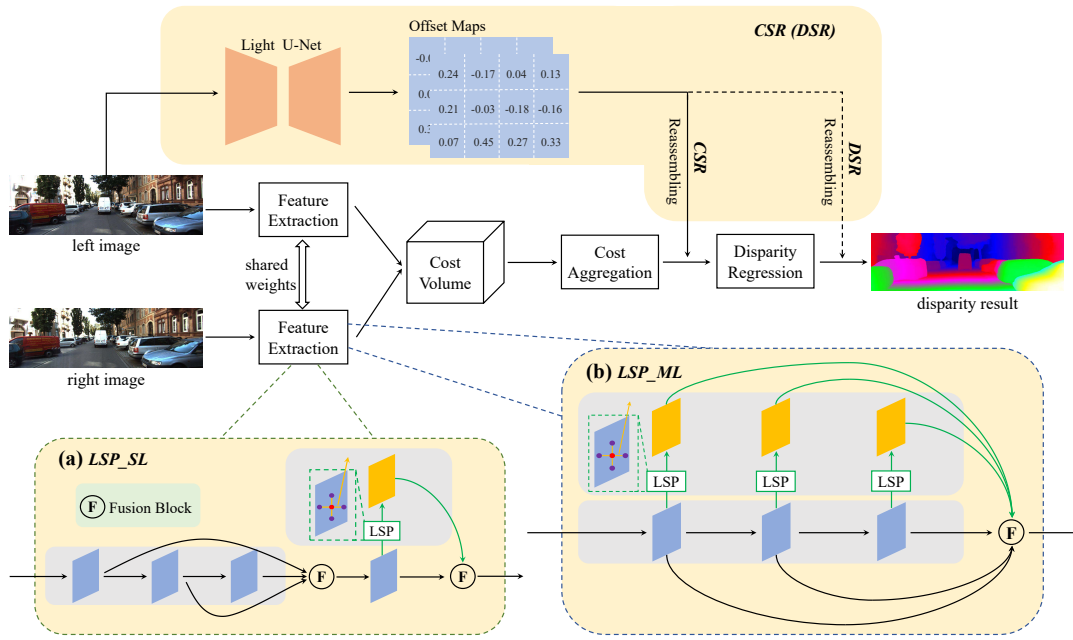 Offset Maps
CSR (DSR)
Light U-Net
0.24 -0.17 0.04 0.13
0.21 -0.03 -0.18 -0.16
0.07 0.45 0.27 0.33
Reassembling
CSR
Reassembling
DSR
left image
Feature
Extraction
shared
weights
Cost
Volume
Cost
Aggregation
Disparity
Regression
disparity result
Feature
Extraction
right image
(a) LSP_SL
F Fusion Block
LSP
F
F
(b) LSP_ML
LSP
LSP
LSP
F